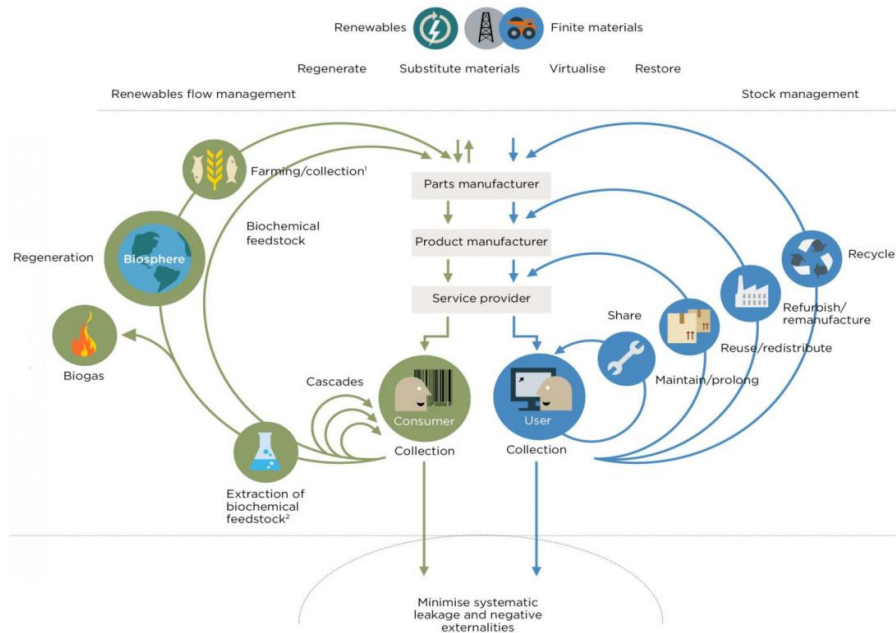 Renewables
Finite materials
Regenerate
Substitute materials
Virtualise
Restore
Renewables flow management
Stock management
Farming/collection¹
Parts manufacturer
Biochemical
feedstock
Product manufacturer
Regeneration
Biosphere
Recycle
Service provider
Share
Refurbish/
remanufacture
Reuse/redistribute
Biogas
Cascades
Maintain/prolong
Consumer
User
Collection
Collection
Extraction of
biochemical
feedstock²
Minimise systematic
leakage and negative
externalities